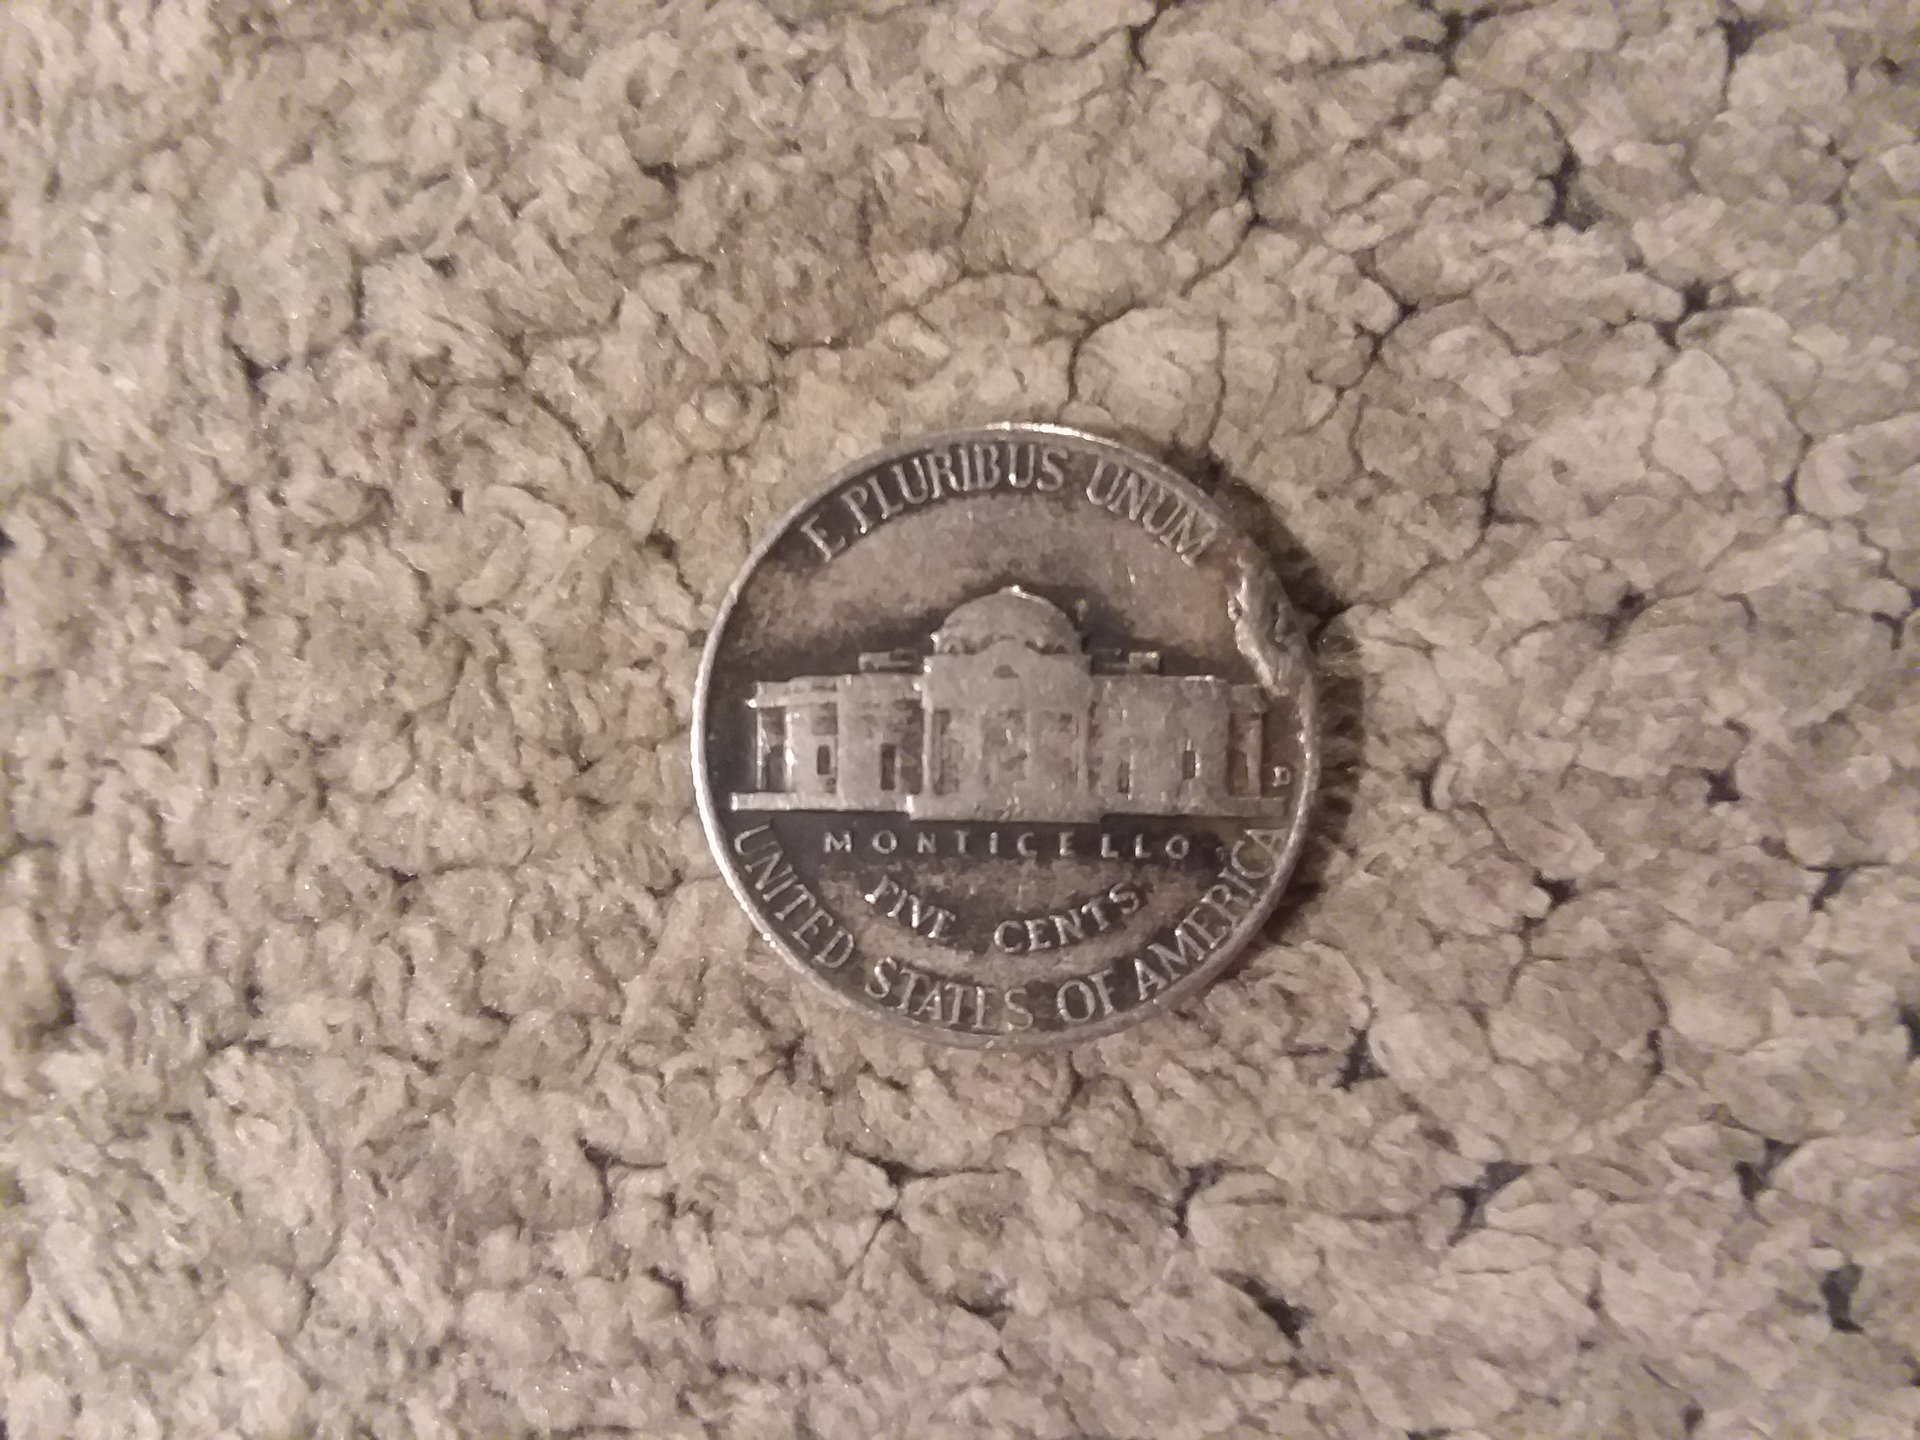 E PLURIBUS UNUM
D
MONTICELLO
FIVE CENTS
UNITED STATES OF AMERICA